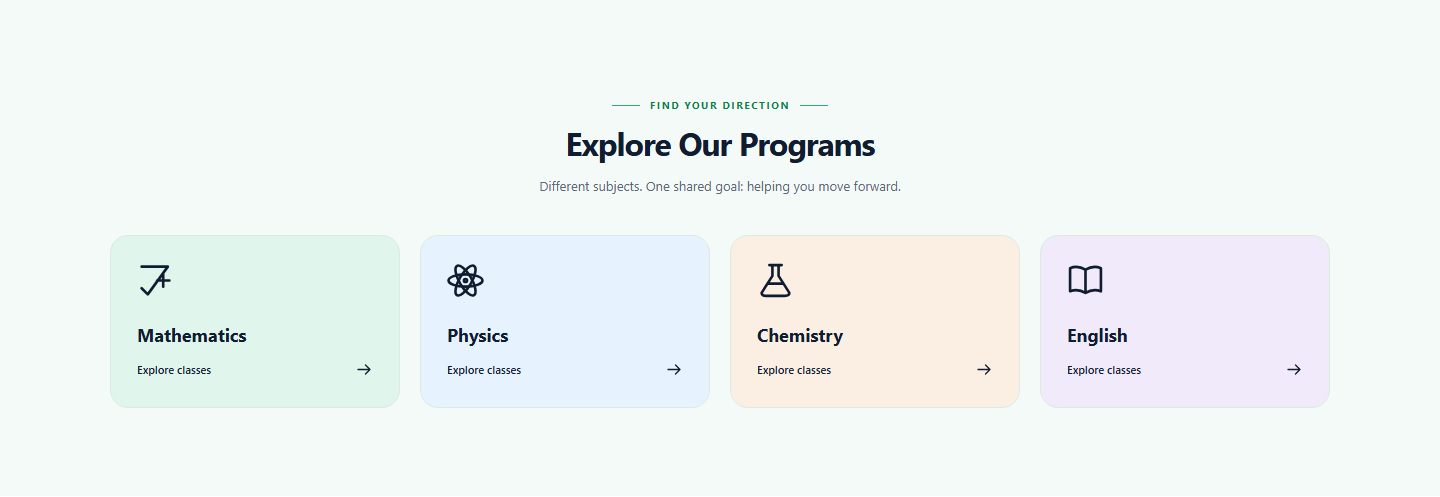 FIND YOUR DIRECTION
Explore Our Programs
Different subjects. One shared goal: helping you move forward.
Mathematics
Explore classes
Physics
Explore classes
Chemistry
Explore classes
English
Explore classes